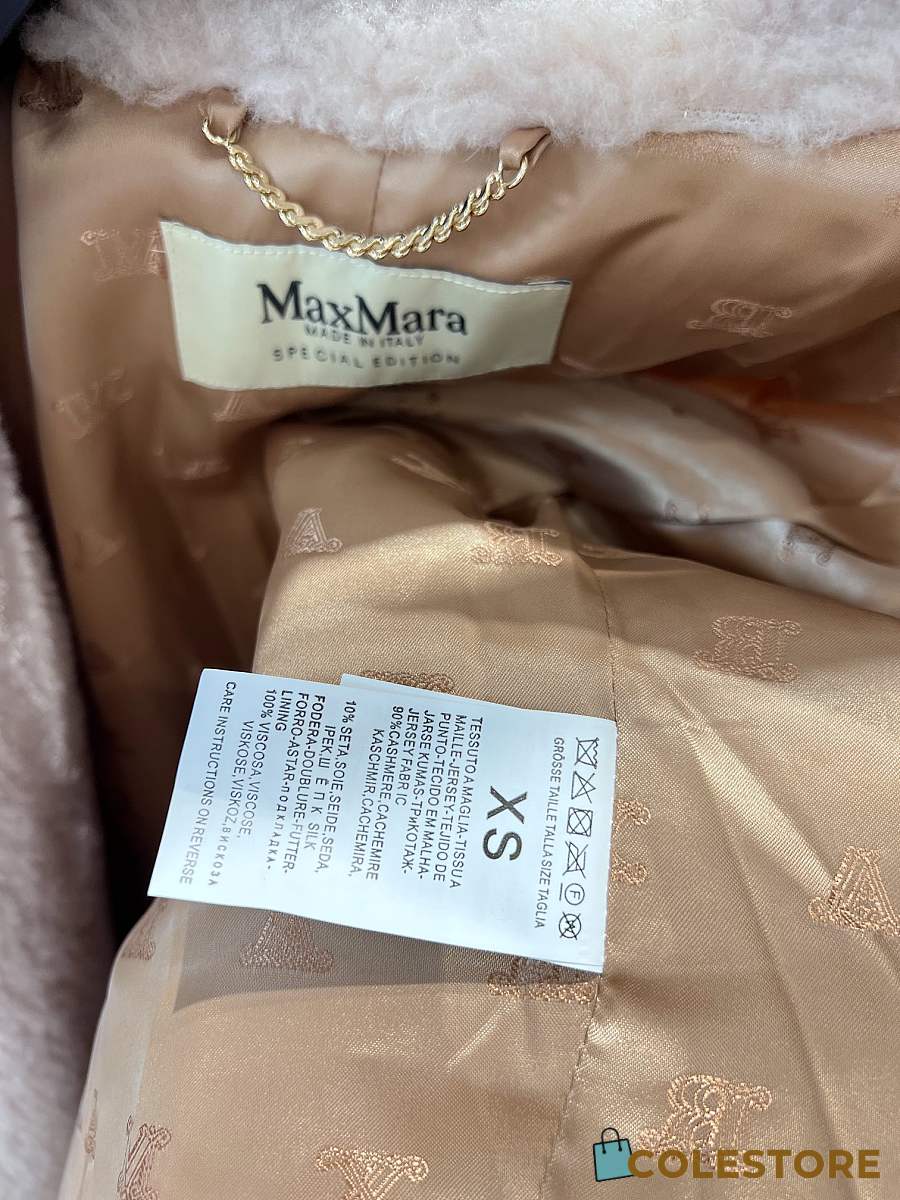 MaxMara
MADE IN ITALY
SPECIAL EDITION
GRÖSSE TAILLE TALLA SIZE TAGLIA
XS
TESSUTO A MAGLIA-TISSU A
MAILLE-JERSEY-TEJIDO DE
PUNTO-TECIDO EM MALHA-
JARSE KUMAS-ТРиКОТАЖ-
JERSEY FABRIC
90%CASHMERE,CACHEMIRE
KASCHMIR,CACHEMIRA,
10% SETA,SOIE,SEIDE,SEDA,
IPEK Ш Ё П К SILK
FODERA-DOUBLURE-FUTTER-
FORRO-ASTAR-ПОДКЛАДКА-
LINING
100% VISCOSA,VISCOSE,
VISKOSE,VISKOZ,ВИСКОЗА
CARE INSTRUCTIONS ON REVERSE
COLESTORE